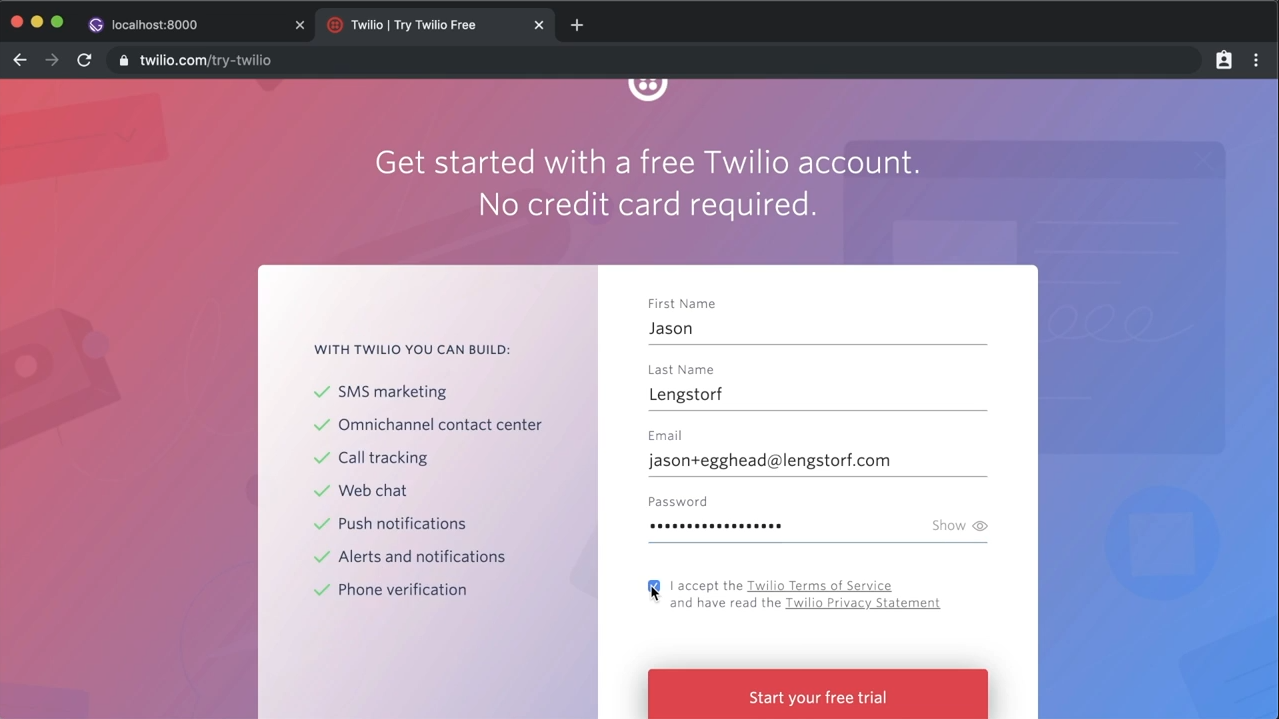 localhost:8000
Twilio | Try Twilio Free
twilio.com/try-twilio
Get started with a free Twilio account.
No credit card required.
WITH TWILIO YOU CAN BUILD:
SMS marketing
Omnichannel contact center
Call tracking
Web chat
Push notifications
Alerts and notifications
Phone verification
First Name
Jason
Last Name
Lengstorf
Email
jason+egghead@lengstorf.com
Password
••••••••••••••••••
Show
I accept the Twilio Terms of Service
and have read the Twilio Privacy Statement
Start your free trial